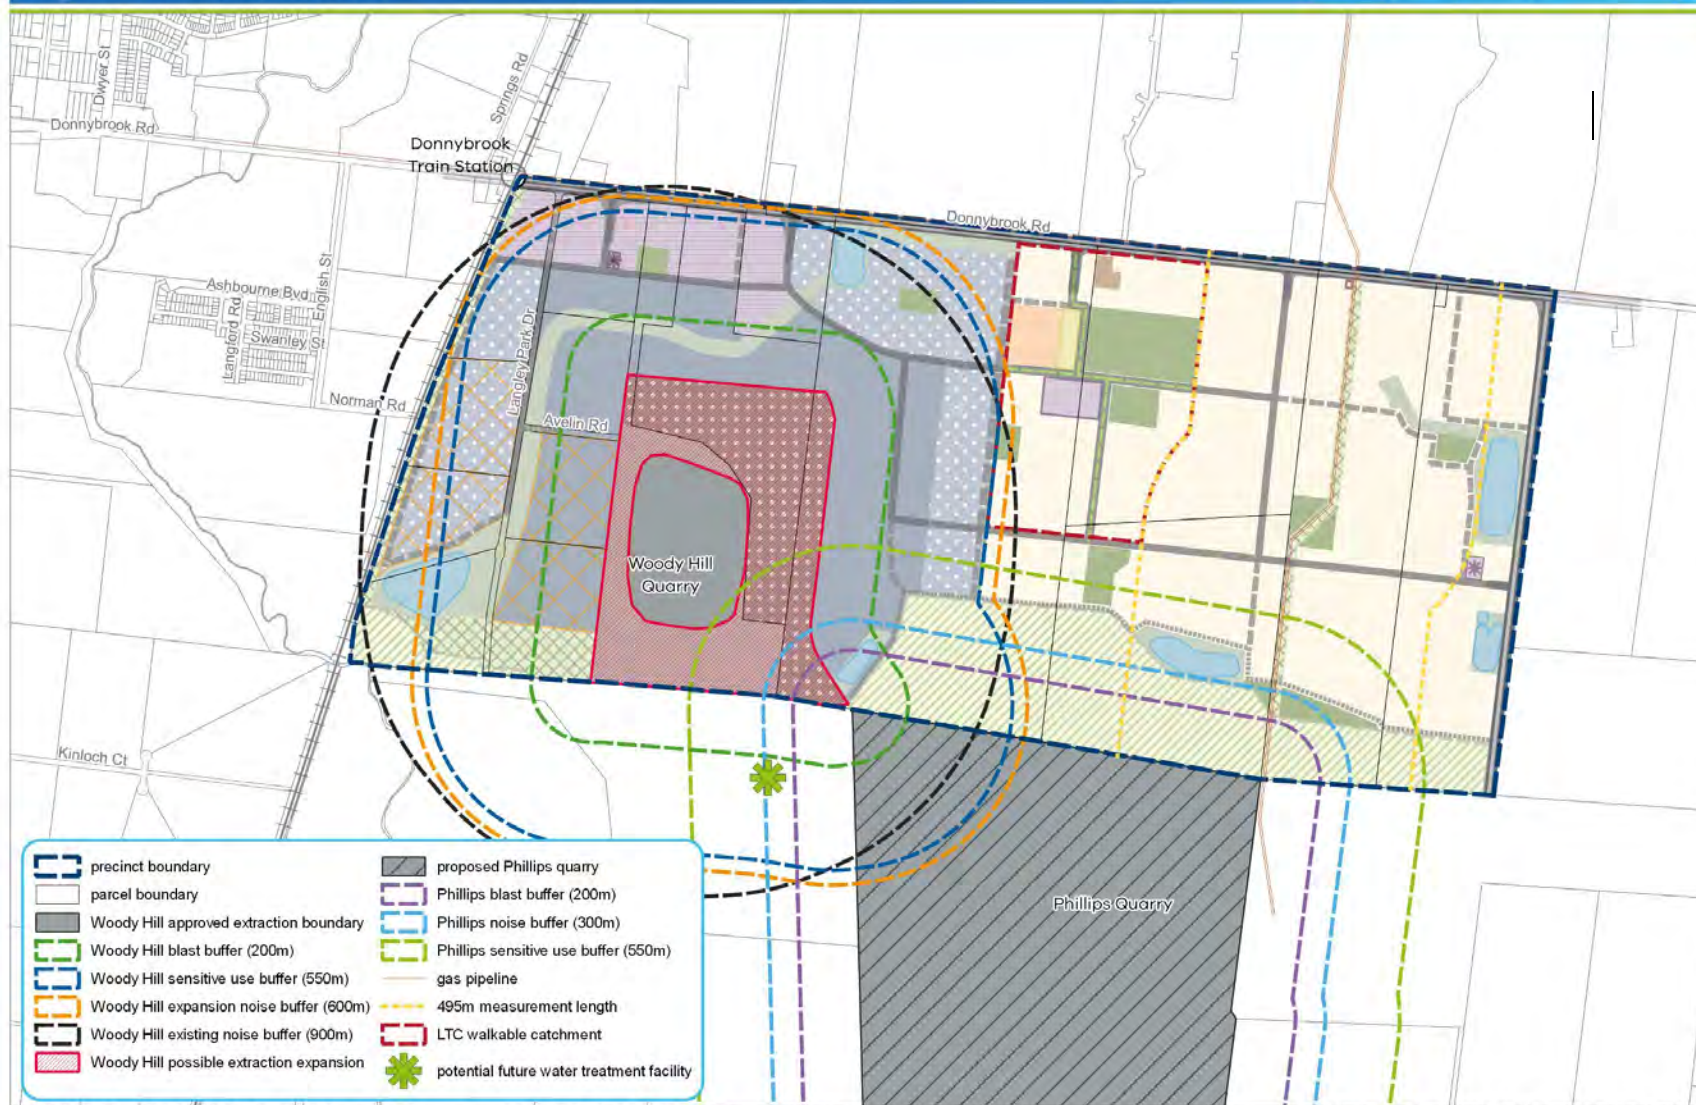 Dwyer St
Springs Rd
Donnybrook Rd
Donnybrook
Train Station
Donnybrook Rd
Ashbourne Bvd
English St
Langford Rd
Swanley St
Langley Park Dr
Norman Rd
Avelin Rd
Woody Hill
Quarry
Kinloch Ct
Phillips Quarry
precinct boundary
parcel boundary
Woody Hill approved extraction boundary
Woody Hill blast buffer (200m)
Woody Hill sensitive use buffer (550m)
Woody Hill expansion noise buffer (600m)
Woody Hill existing noise buffer (900m)
Woody Hill possible extraction expansion
proposed Phillips quarry
Phillips blast buffer (200m)
Phillips noise buffer (300m)
Phillips sensitive use buffer (550m)
gas pipeline
495m measurement length
LTC walkable catchment
potential future water treatment facility